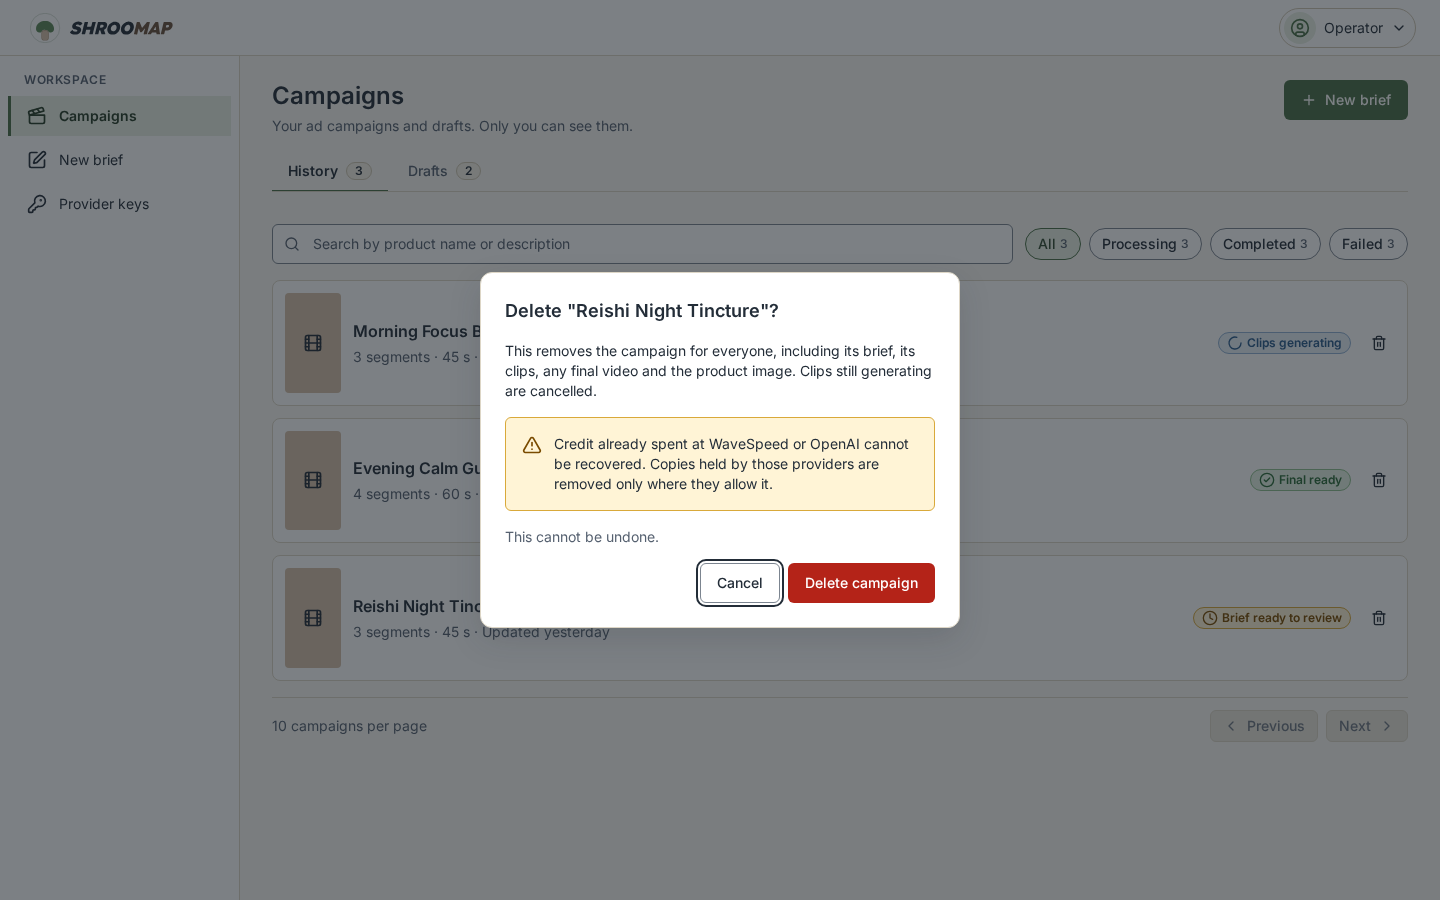 SHROOMAP
Operator
WORKSPACE
Campaigns
New brief
Provider keys
Campaigns
Your ad campaigns and drafts. Only you can see them.
New brief
History 3
Drafts 2
Search by product name or description
All 3
Processing 3
Completed 3
Failed 3
Morning Focus B
3 segments · 45 s ·
Clips generating
Evening Calm Gu
4 segments · 60 s ·
Final ready
Reishi Night Tinc
3 segments · 45 s · Updated yesterday
Brief ready to review
10 campaigns per page
Previous
Next
Delete "Reishi Night Tincture"?
This removes the campaign for everyone, including its brief, its
clips, any final video and the product image. Clips still generating
are cancelled.
Credit already spent at WaveSpeed or OpenAI cannot
be recovered. Copies held by those providers are
removed only where they allow it.
This cannot be undone.
Cancel
Delete campaign